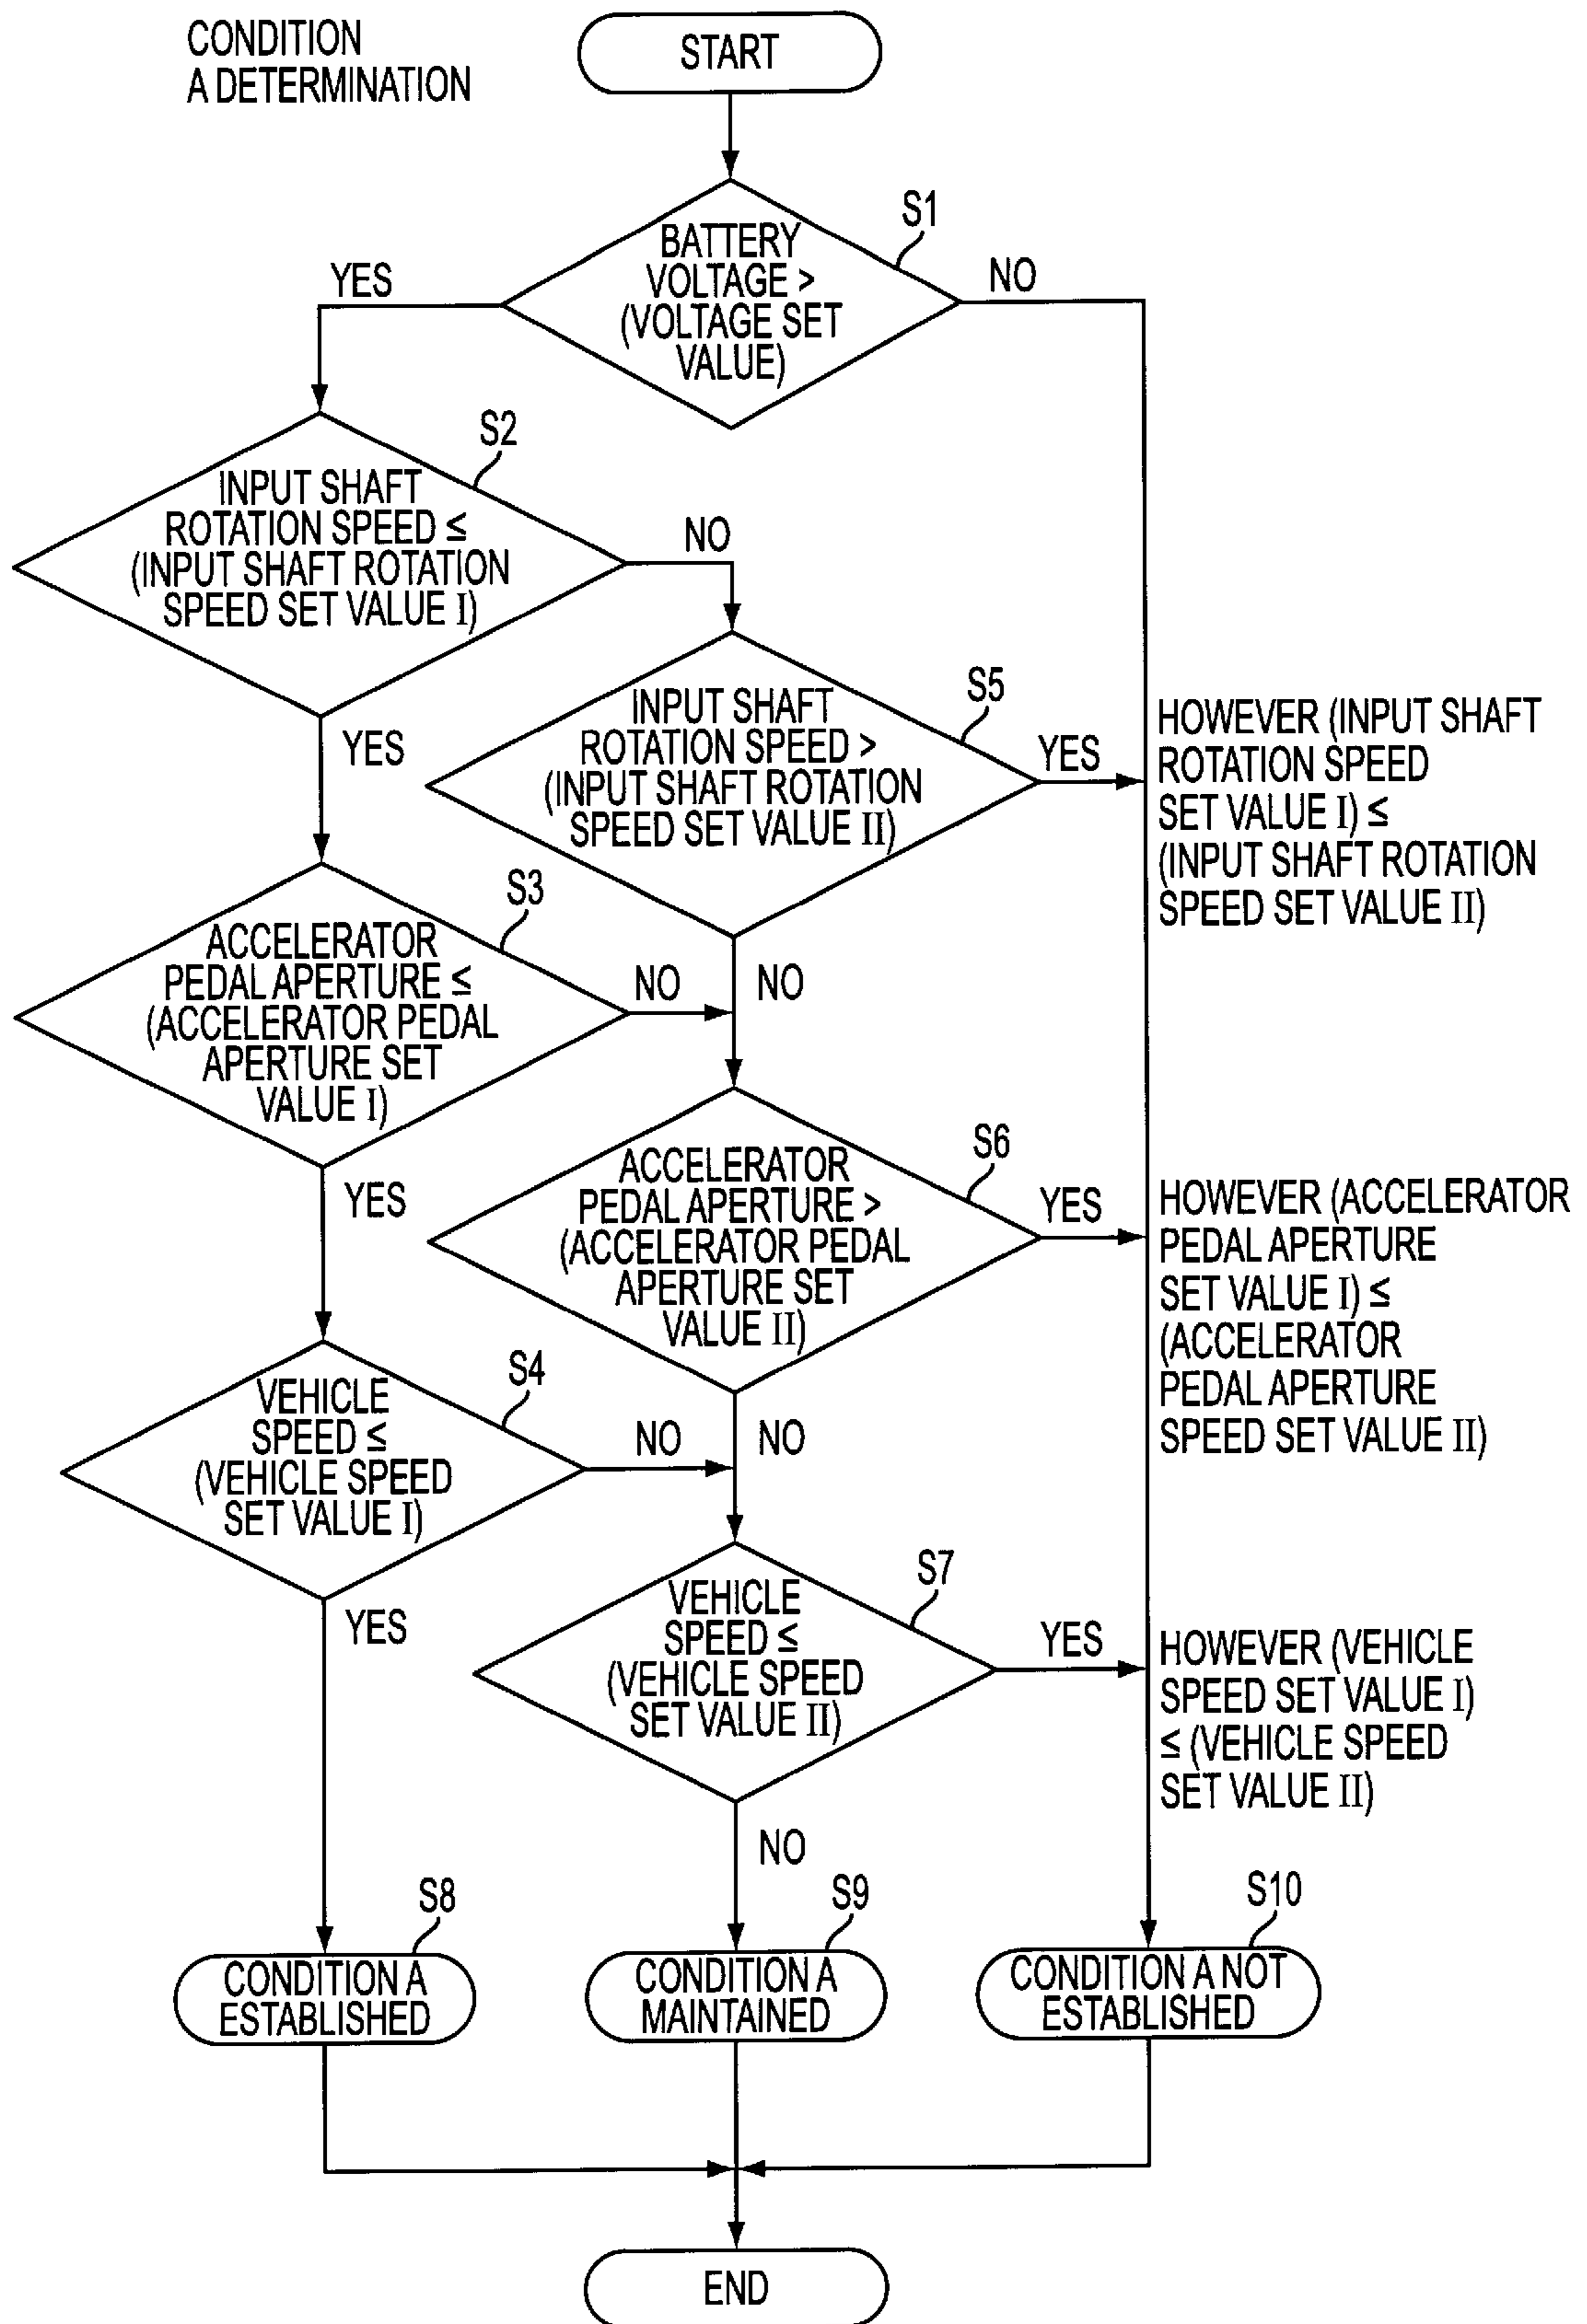 CONDITION
A DETERMINATION
START
S1
BATTERY
VOLTAGE >
(VOLTAGE SET
VALUE)
YES
NO
S2
INPUT SHAFT
ROTATION SPEED ≤
(INPUT SHAFT ROTATION
SPEED SET VALUE I)
NO
YES
S5
INPUT SHAFT
ROTATION SPEED >
(INPUT SHAFT ROTATION
SPEED SET VALUE II)
YES
NO
HOWEVER (INPUT SHAFT
ROTATION SPEED
SET VALUE I) ≤
(INPUT SHAFT ROTATION
SPEED SET VALUE II)
S3
ACCELERATOR
PEDAL APERTURE ≤
(ACCELERATOR PEDAL
APERTURE SET
VALUE I)
NO
YES
S6
ACCELERATOR
PEDAL APERTURE >
(ACCELERATOR PEDAL
APERTURE SET
VALUE II)
YES
NO
HOWEVER (ACCELERATOR
PEDAL APERTURE
SET VALUE I) ≤
(ACCELERATOR
PEDAL APERTURE
SPEED SET VALUE II)
S4
VEHICLE
SPEED ≤
(VEHICLE SPEED
SET VALUE I)
NO
YES
S7
VEHICLE
SPEED ≤
(VEHICLE SPEED
SET VALUE II)
YES
NO
HOWEVER (VEHICLE
SPEED SET VALUE I)
≤ (VEHICLE SPEED
SET VALUE II)
S8
CONDITION A
ESTABLISHED
S9
CONDITION A
MAINTAINED
S10
CONDITION A NOT
ESTABLISHED
END